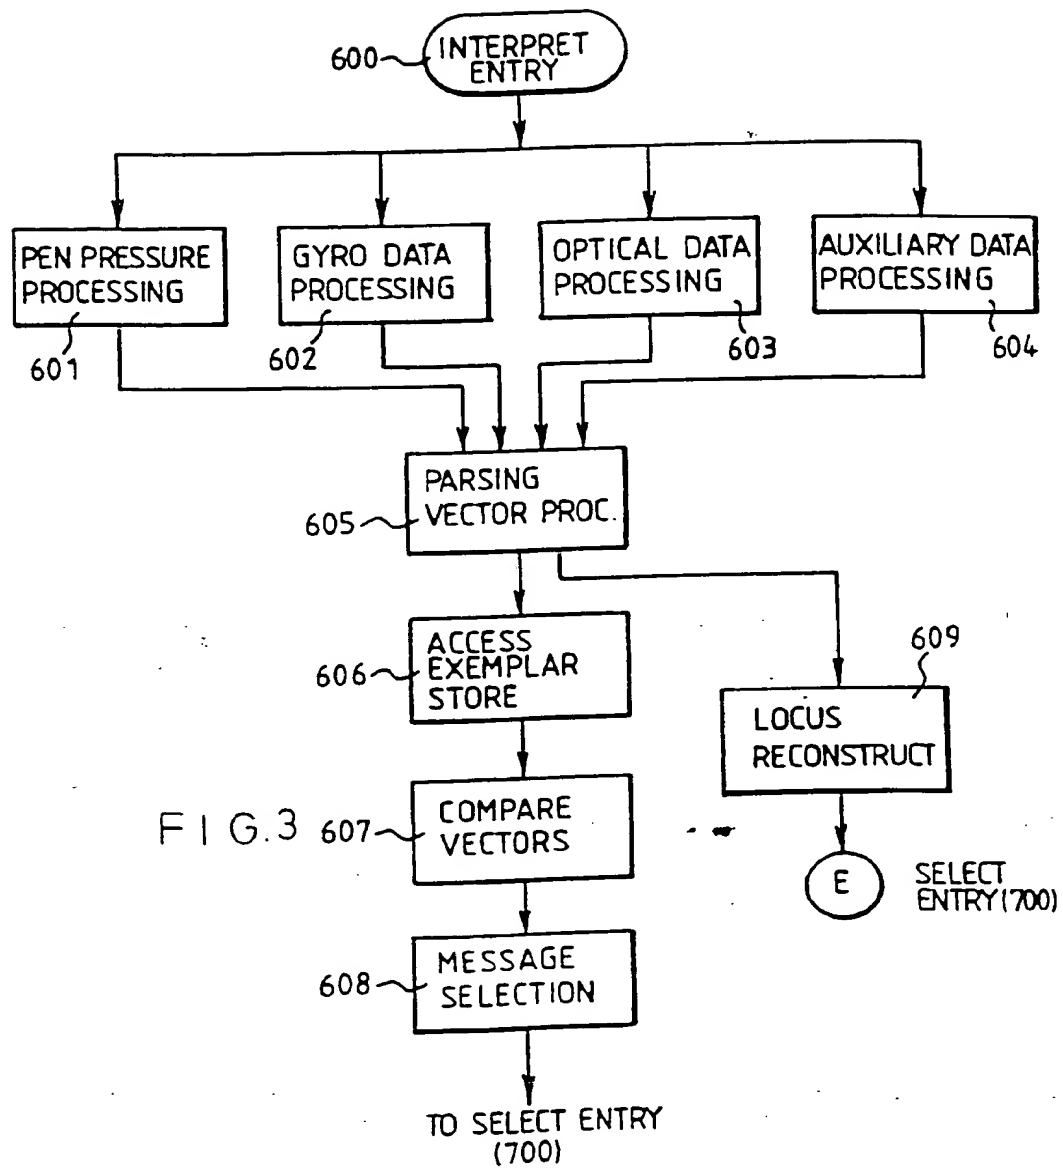 600
INTERPRET
ENTRY
PEN PRESSURE
PROCESSING
601
GYRO DATA
PROCESSING
602
OPTICAL DATA
PROCESSING
603
AUXILIARY DATA
PROCESSING
604
PARSING
VECTOR PROC.
605
ACCESS
EXEMPLAR
STORE
606
609
LOCUS
RECONSTRUCT
FIG.3
607
COMPARE
VECTORS
E
SELECT
ENTRY(700)
608
MESSAGE
SELECTION
TO SELECT ENTRY
(700)